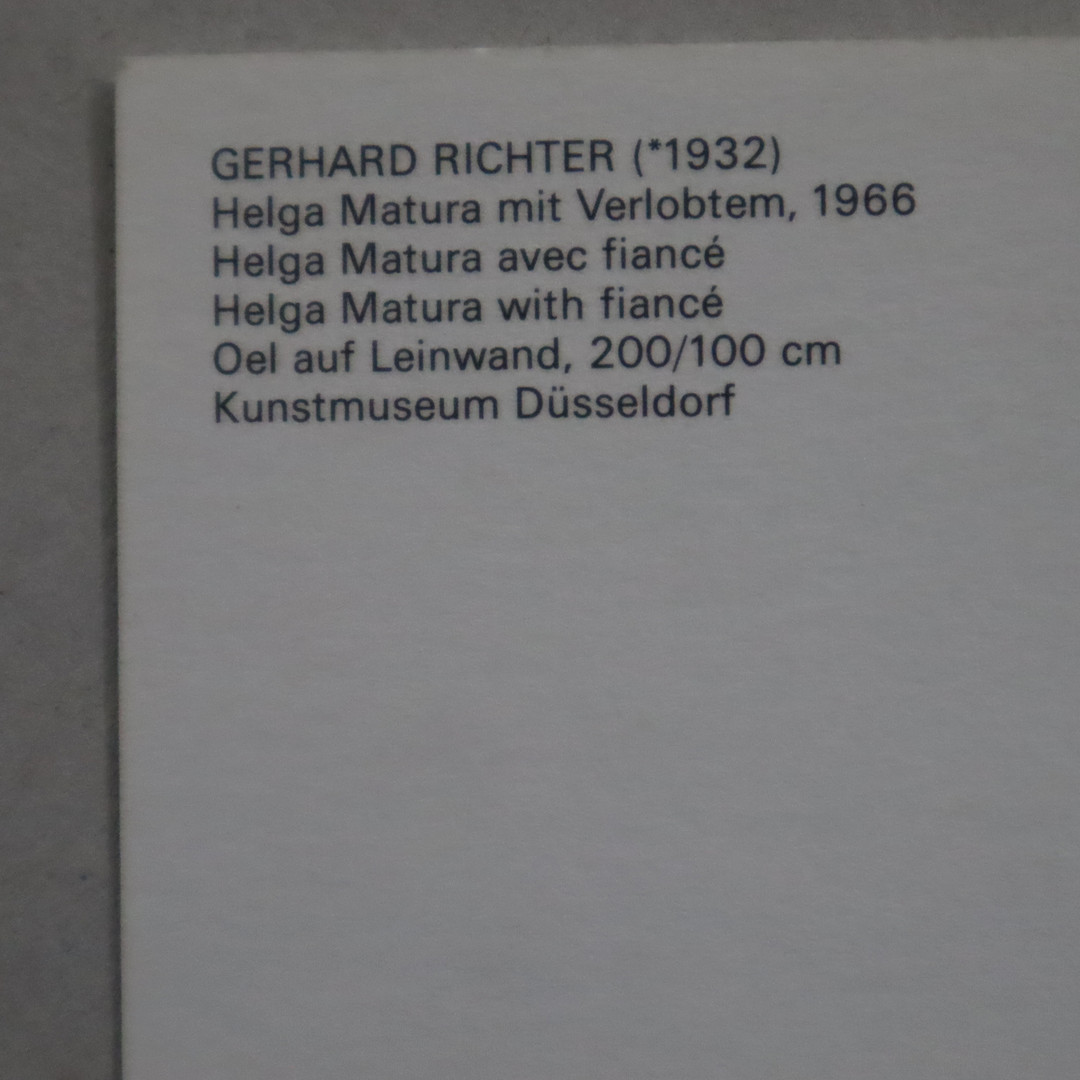 GERHARD RICHTER (*1932)
Helga Matura mit Verlobtem, 1966
Helga Matura avec fiancé
Helga Matura with fiancé
Oel auf Leinwand, 200/100 cm
Kunstmuseum Düsseldorf